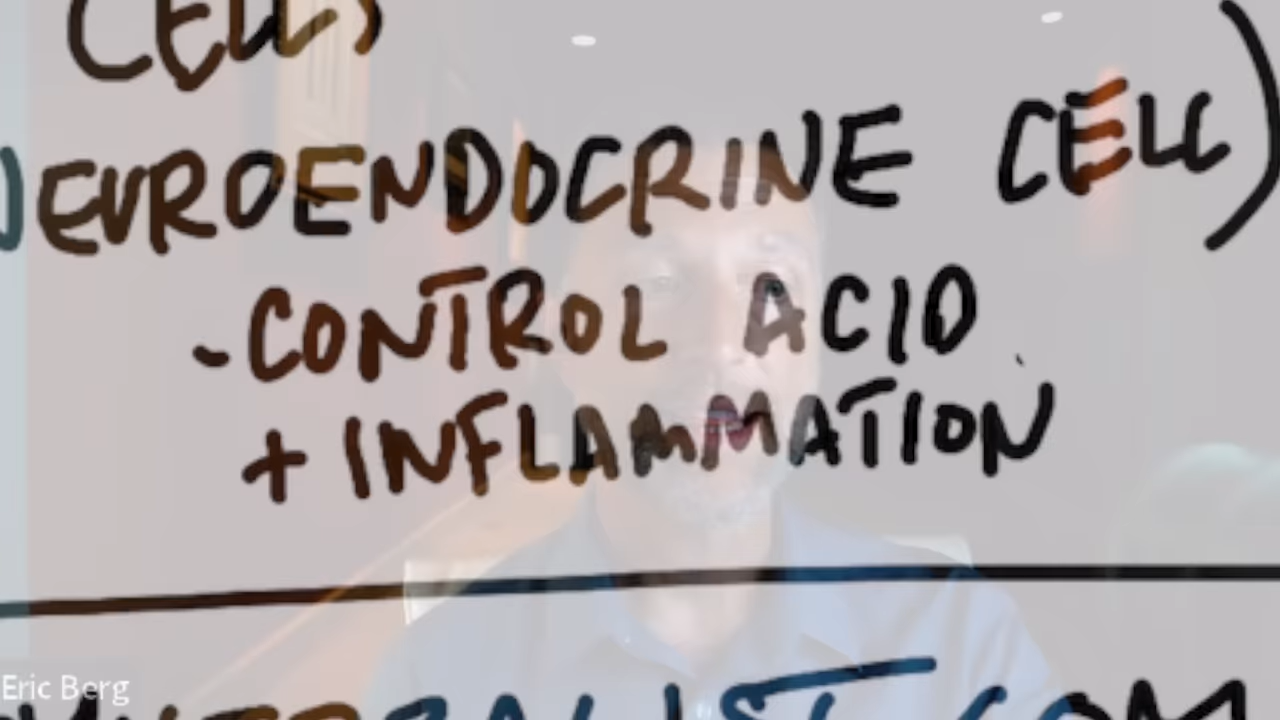 CELLS
NEUROENDOCRINE CELL)
- CONTROL ACID
+ INFLAMMATION
Eric Berg